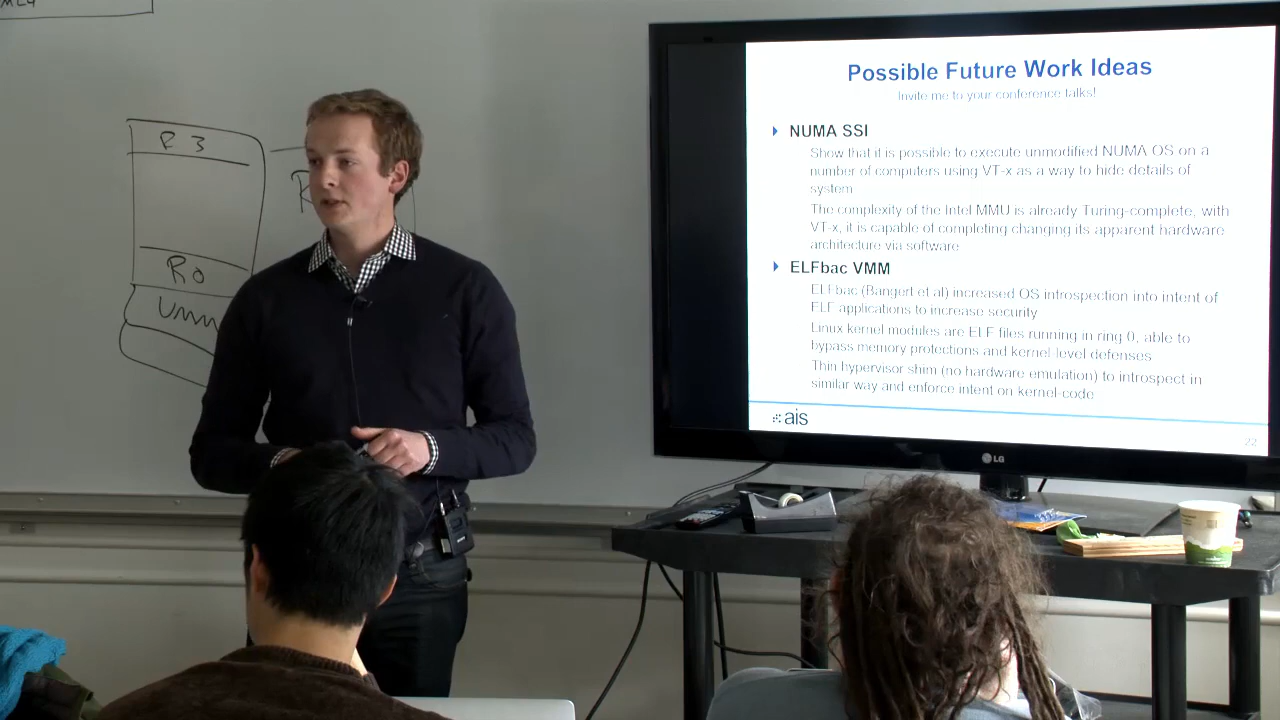 R 3
R0
Possible Future Work Ideas
Invite me to your conference talks!
NUMA SSI
Show that it is possible to execute unmodified NUMA OS on a
number of computers using VT-x as a way to hide details of
system
The complexity of the Intel MMU is already Turing-complete, with
VT-x, it is capable of completing changing its apparent hardware
architecture via software
ELFbac VMM
ELFbac (Bangert et al) increased OS introspection into intent of
ELF applications to increase security
Linux kernel modules are ELF files running in ring 0, able to
bypass memory protections and kernel-level defenses
Thin hypervisor shim (no hardware emulation) to introspect in
similar way and enforce intent on kernel-code
ais
22
LG